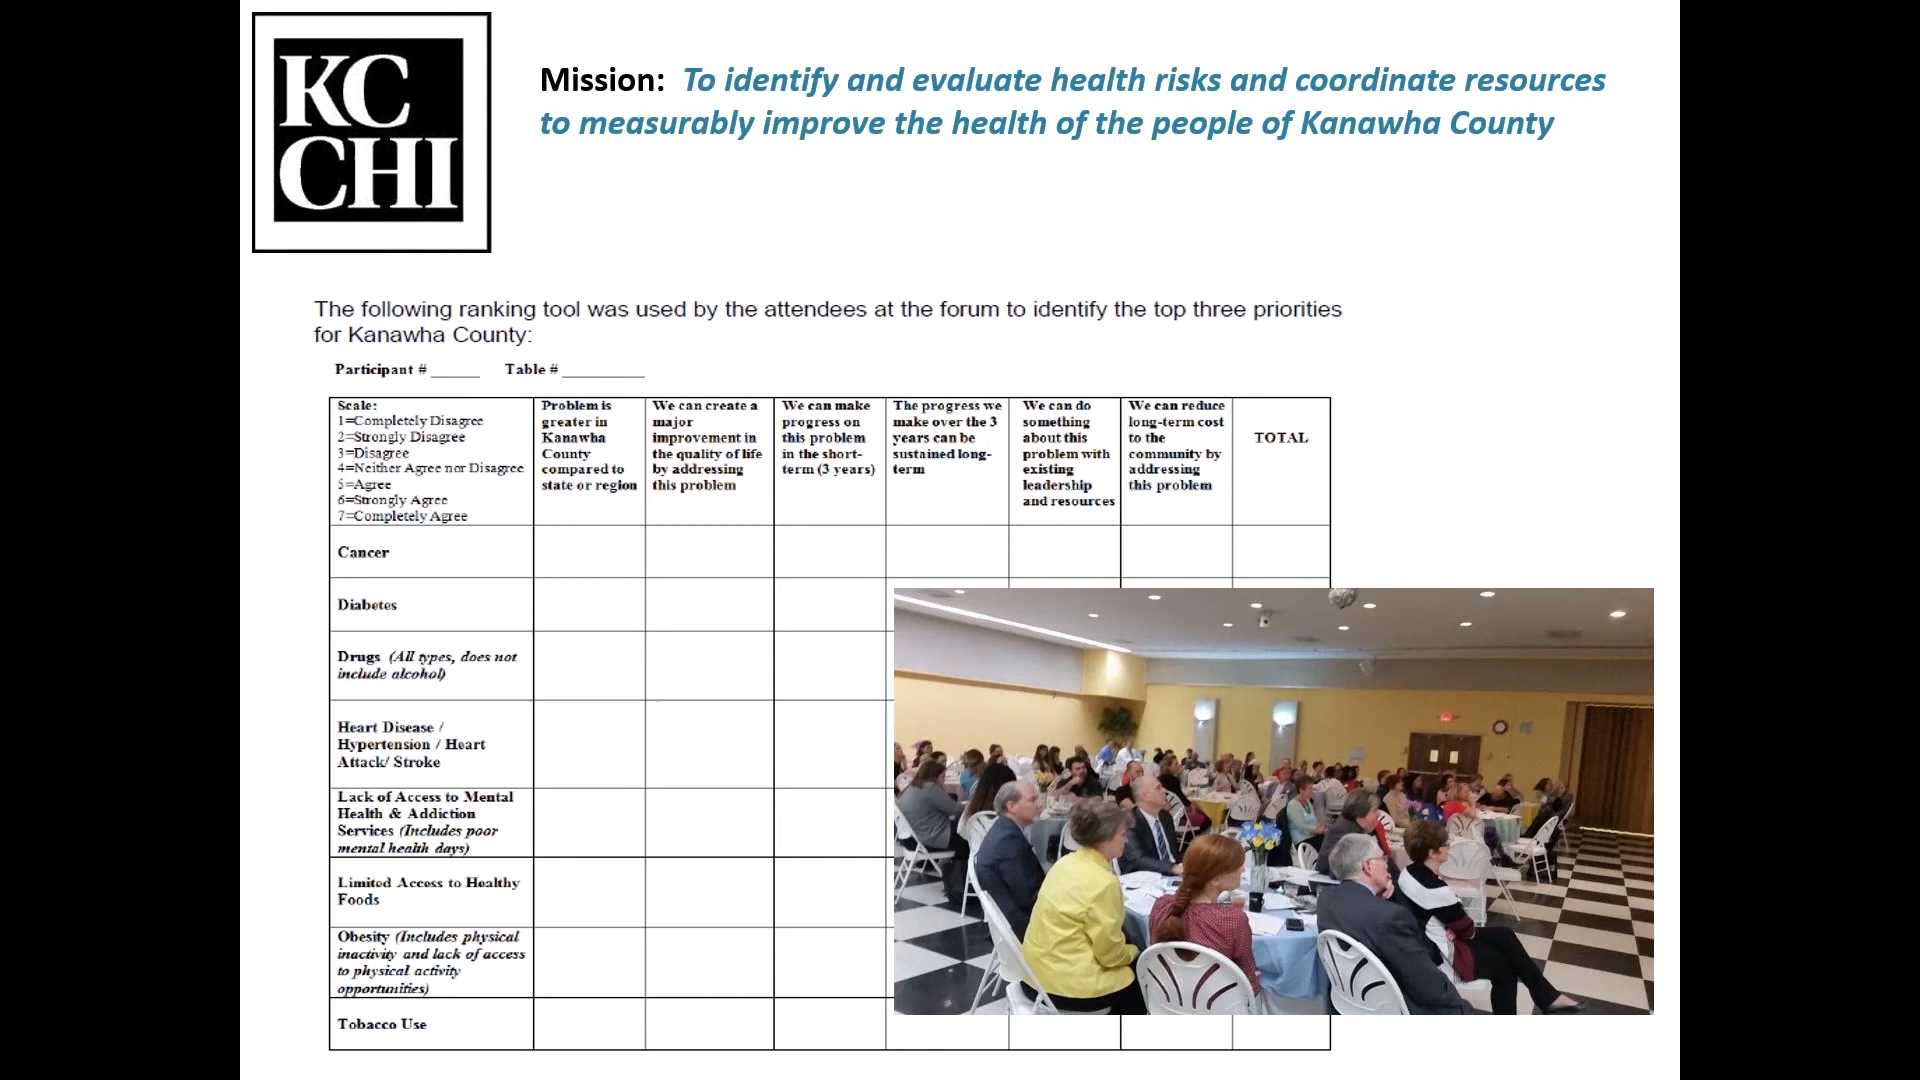 KC
CHI
Mission: To identify and evaluate health risks and coordinate resources
to measurably improve the health of the people of Kanawha County
The following ranking tool was used by the attendees at the forum to identify the top three priorities
for Kanawha County:
Participant # ______ Table # __________
Scale:
1=Completely Disagree
2=Strongly Disagree
3=Disagree
4=Neither Agree nor Disagree
5=Agree
6=Strongly Agree
7=Completely Agree
Problem is
greater in
Kanawha
County
compared to
state or region
We can create a
major
improvement in
the quality of life
by addressing
this problem
We can make
progress on
this problem
in the short-
term (3 years)
The progress we
make over the 3
years can be
sustained long-
term
We can do
something
about this
problem with
existing
leadership
and resources
We can reduce
long-term cost
to the
community by
addressing
this problem
TOTAL
Cancer
Diabetes
Drugs (All types, does not
include alcohol)
Heart Disease /
Hypertension / Heart
Attack/ Stroke
Lack of Access to Mental
Health & Addiction
Services (Includes poor
mental health days)
Limited Access to Healthy
Foods
Obesity (Includes physical
inactivity and lack of access
to physical activity
opportunities)
Tobacco Use